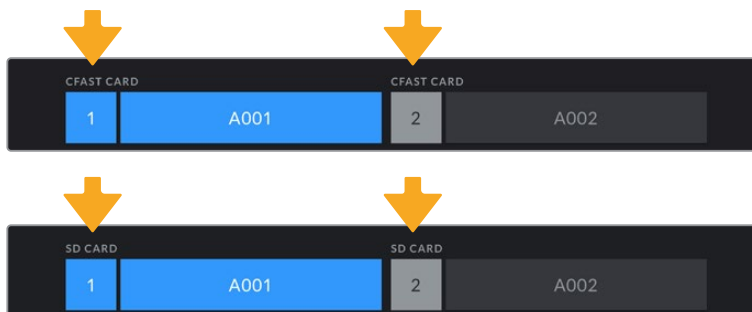 CFAST CARD CFAST CARD
1 A001 2 A002
SD CARD SD CARD
1 A001 2 A002